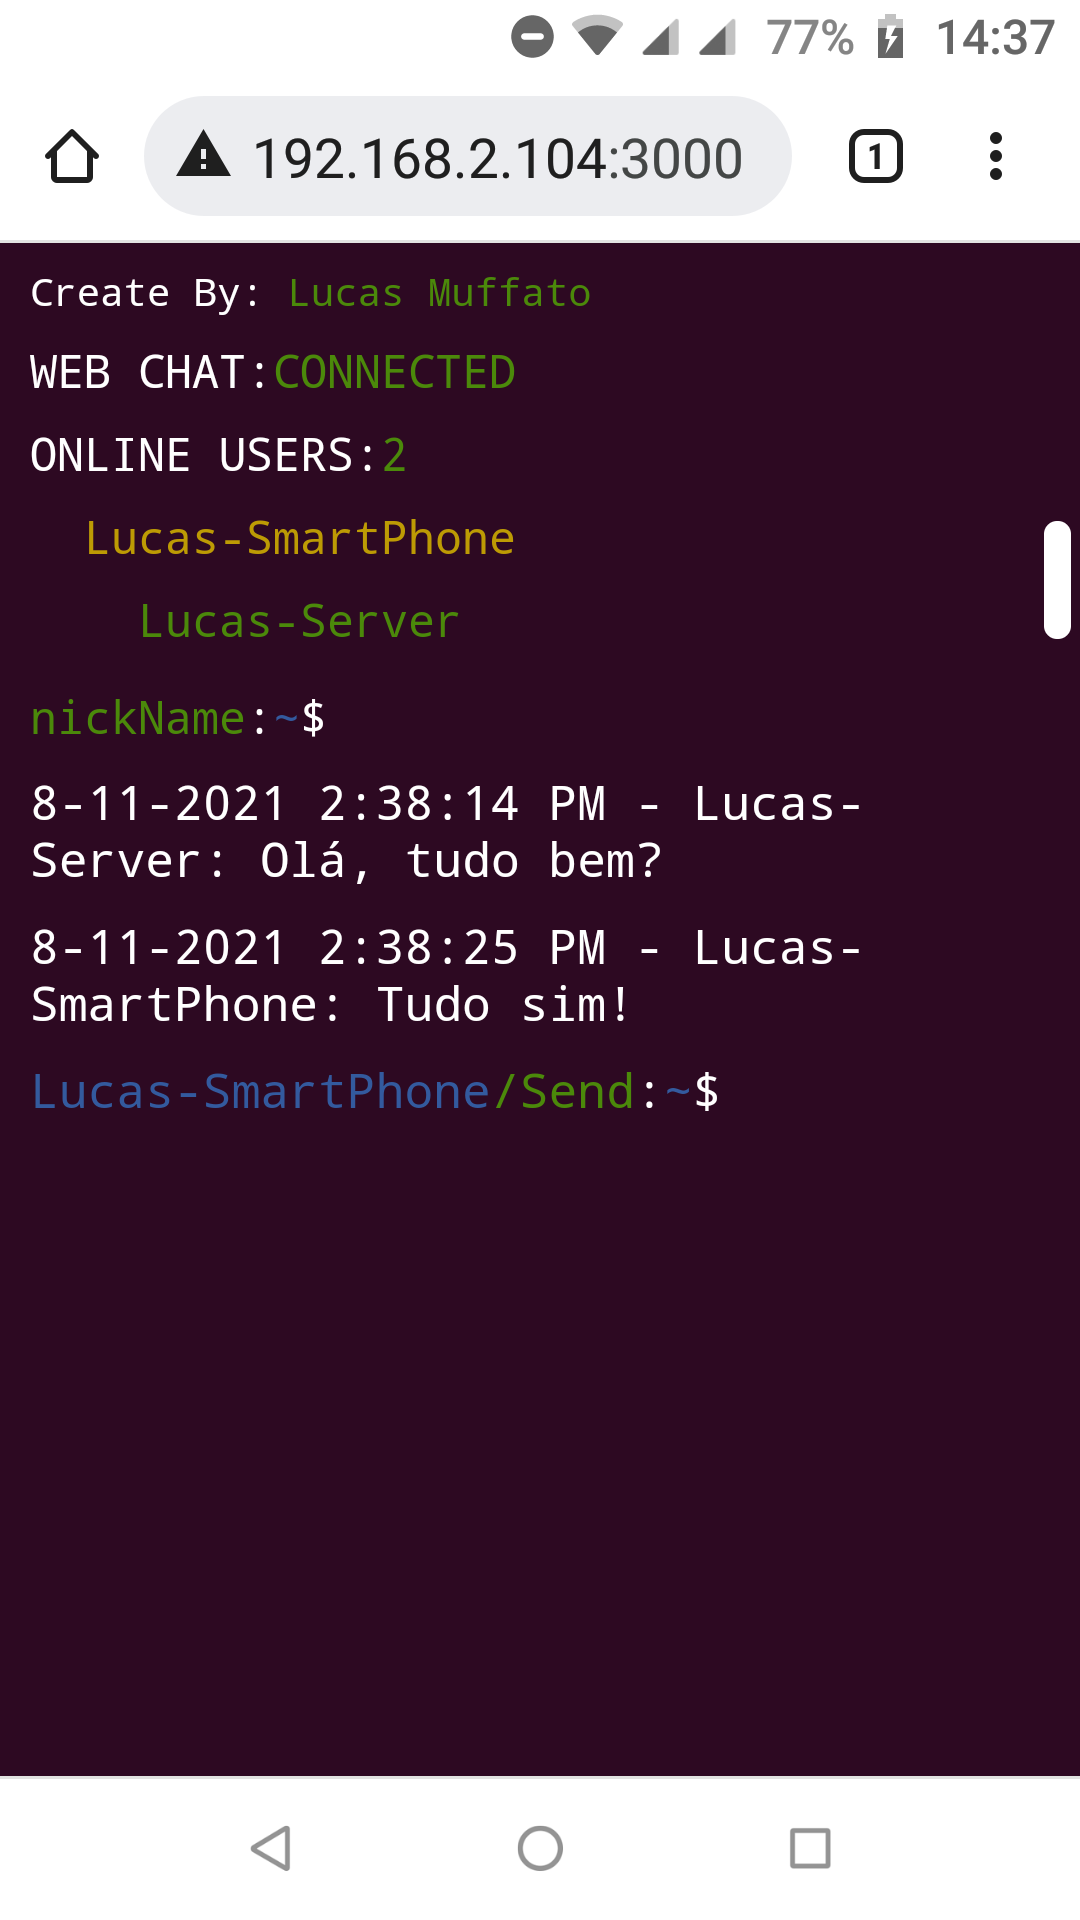 77% 14:37
192.168.2.104:3000 1
Create By: Lucas Muffato
WEB CHAT:CONNECTED
ONLINE USERS:2
Lucas-SmartPhone
Lucas-Server
nickName:~$
8-11-2021 2:38:14 PM - Lucas-
Server: Olá, tudo bem?
8-11-2021 2:38:25 PM - Lucas-
SmartPhone: Tudo sim!
Lucas-SmartPhone/Send:~$